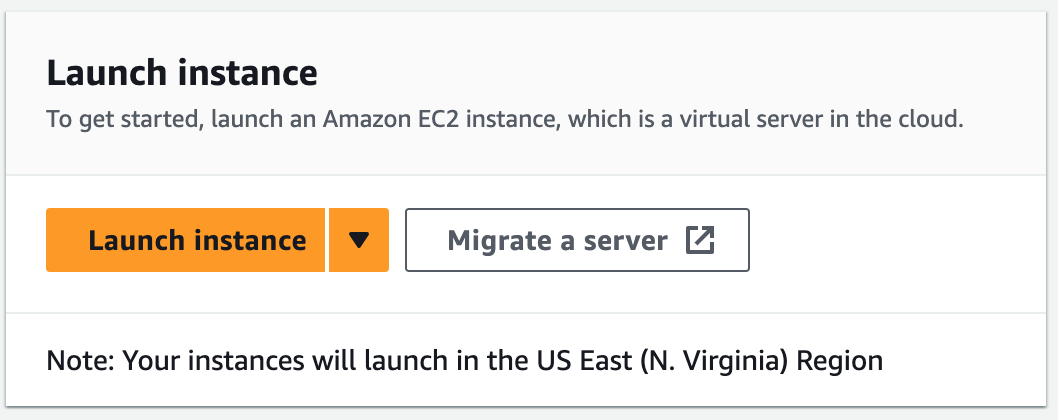 Launch instance
To get started, launch an Amazon EC2 instance, which is a virtual server in the cloud.
Launch instance
Migrate a server
Note: Your instances will launch in the US East (N. Virginia) Region